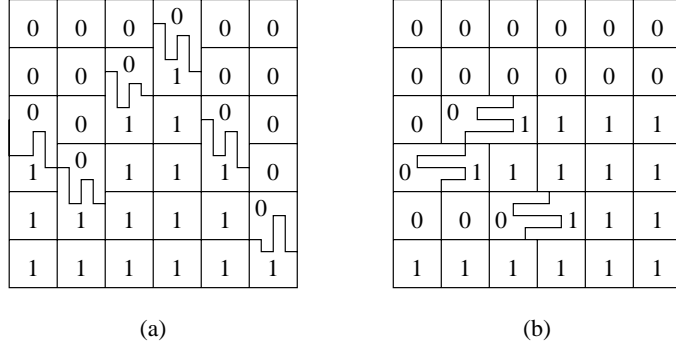 0 0 0 0 0 0
0 0 0 1 0 0
0 0 1 1 0 0
1 0 1 1 1 0
1 1 1 1 1 0
1 1 1 1 1 1
(a)
0 0 0 0 0 0
0 0 0 0 0 0
0 0 1 1 1 1
0 1 1 1 1 1
0 0 0 1 1 1
1 1 1 1 1 1
(b)